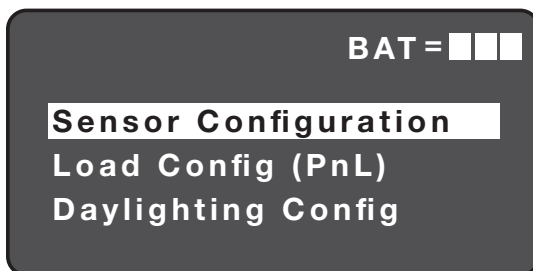 BAT=
Sensor Configuration
Load Config (PnL)
Daylighting Config